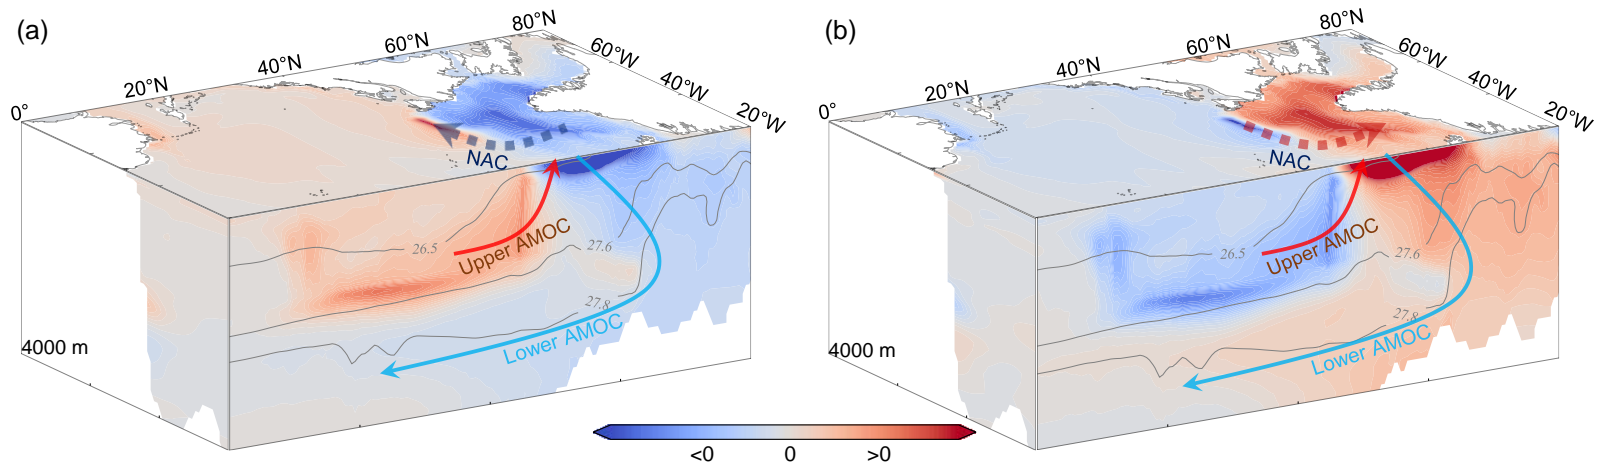 (a)
0°
20°N
40°N
60°N
80°N
60°W
40°W
20°W
NAC
26.5
Upper AMOC
27.6
27.8
Lower AMOC
4000 m
(b)
0°
20°N
40°N
60°N
80°N
60°W
40°W
20°W
NAC
26.5
Upper AMOC
27.6
27.8
Lower AMOC
4000 m
<0 0 >0